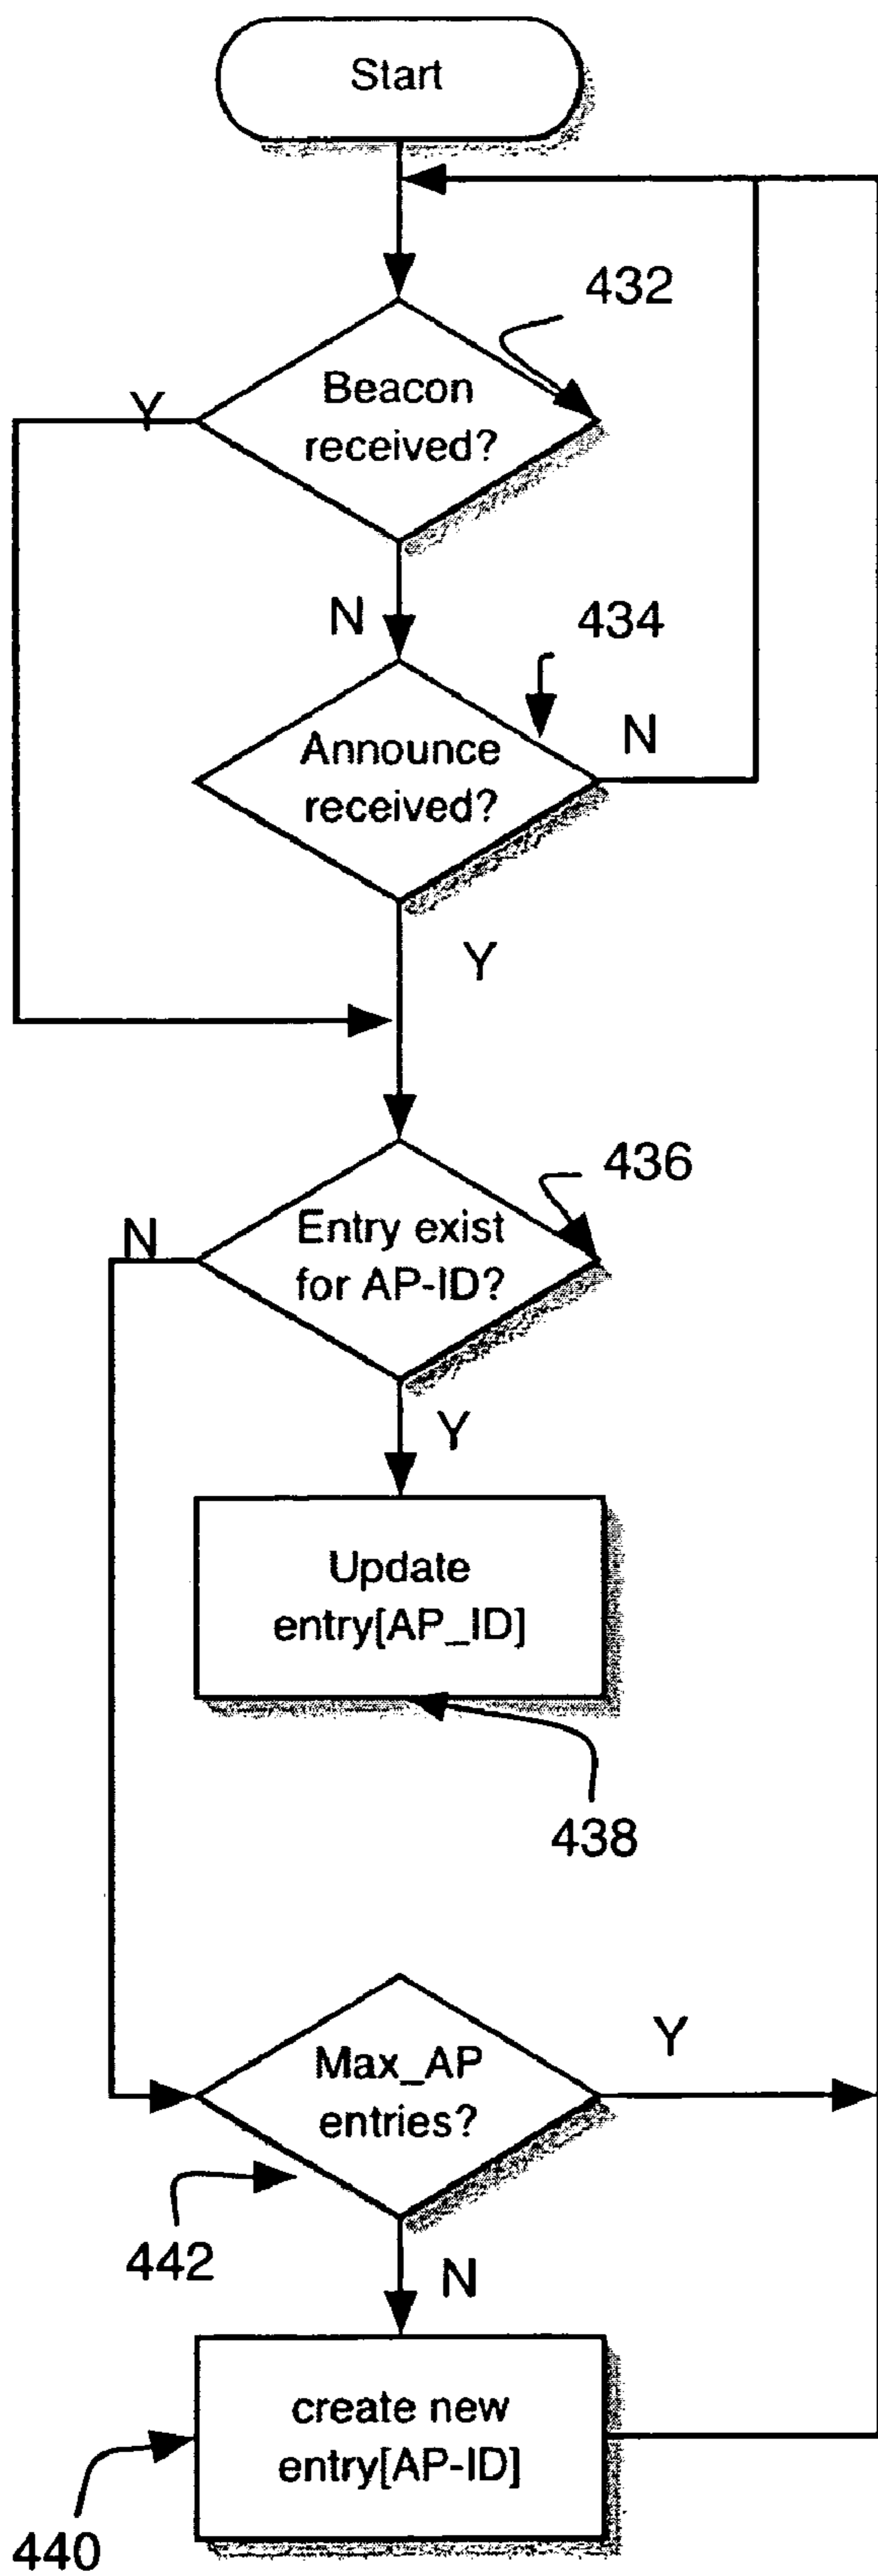 Start
432
Y
Beacon
received?
N
434
Announce
received?
N
Y
436
N
Entry exist
for AP-ID?
Y
Update
entry[AP_ID]
438
Max_AP
entries?
Y
442
N
create new
entry[AP-ID]
440